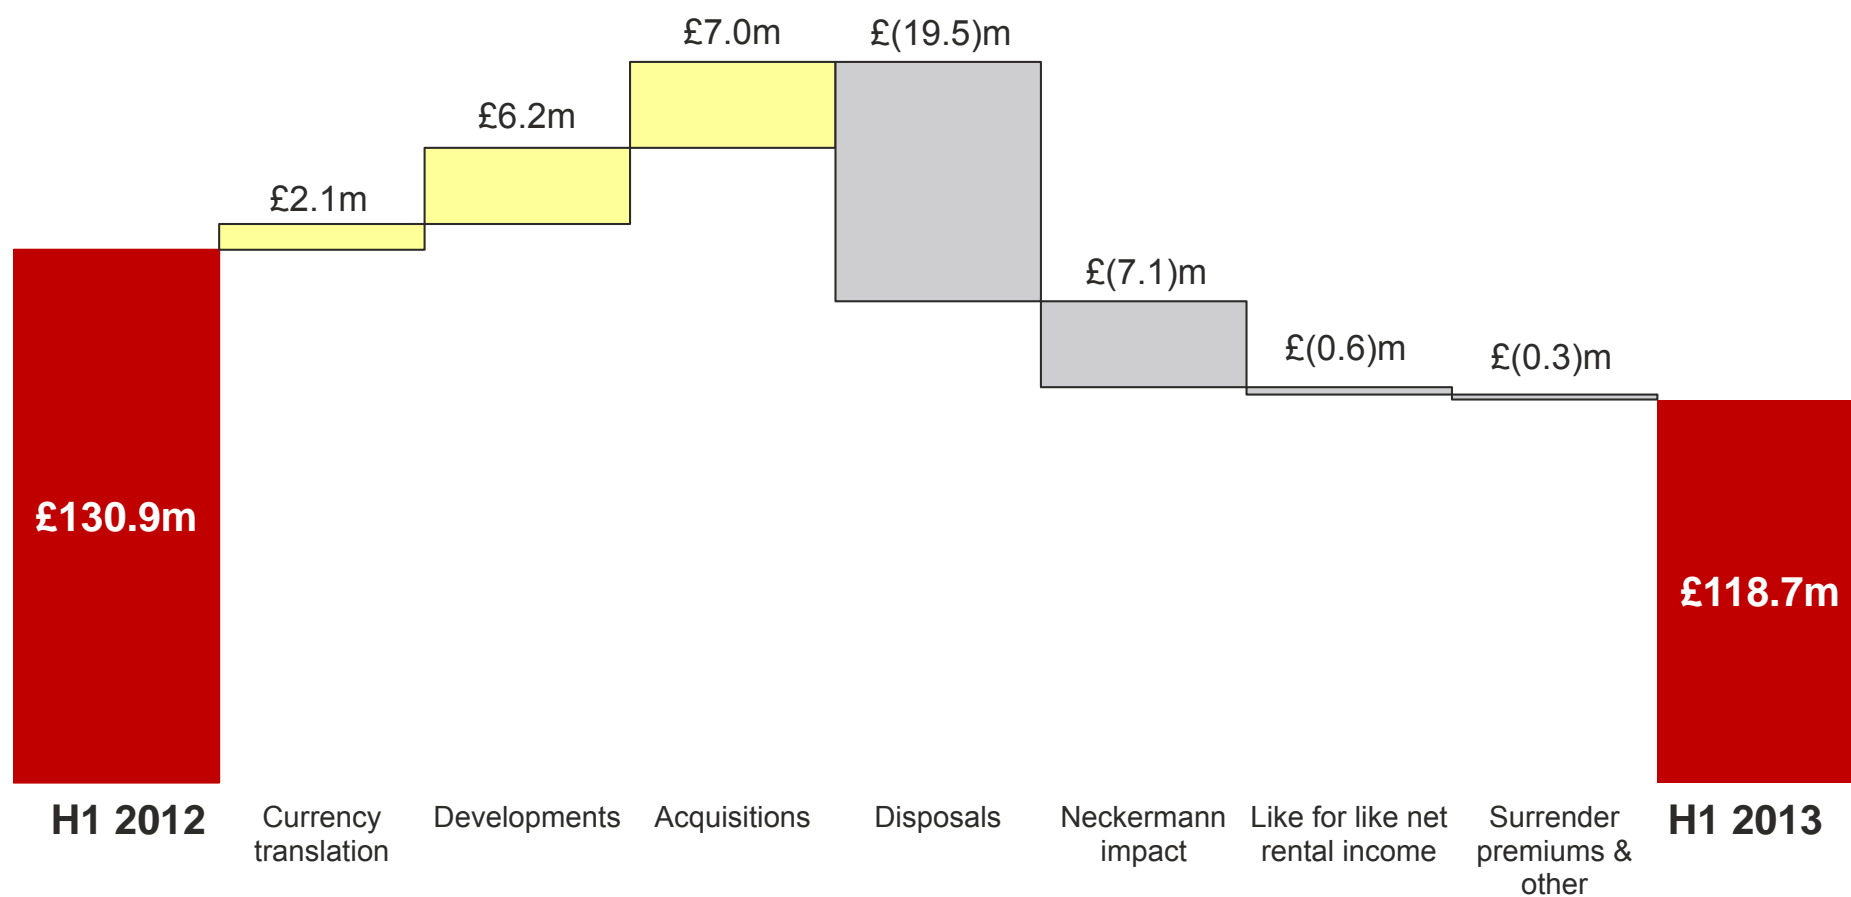 £7.0m
£(19.5)m
£6.2m
£2.1m
£(7.1)m
£(0.6)m
£(0.3)m
£130.9m
£118.7m
H1 2012
Currency
translation
Developments
Acquisitions
Disposals
Neckermann
impact
Like for like net
rental income
Surrender
premiums &
other
H1 2013